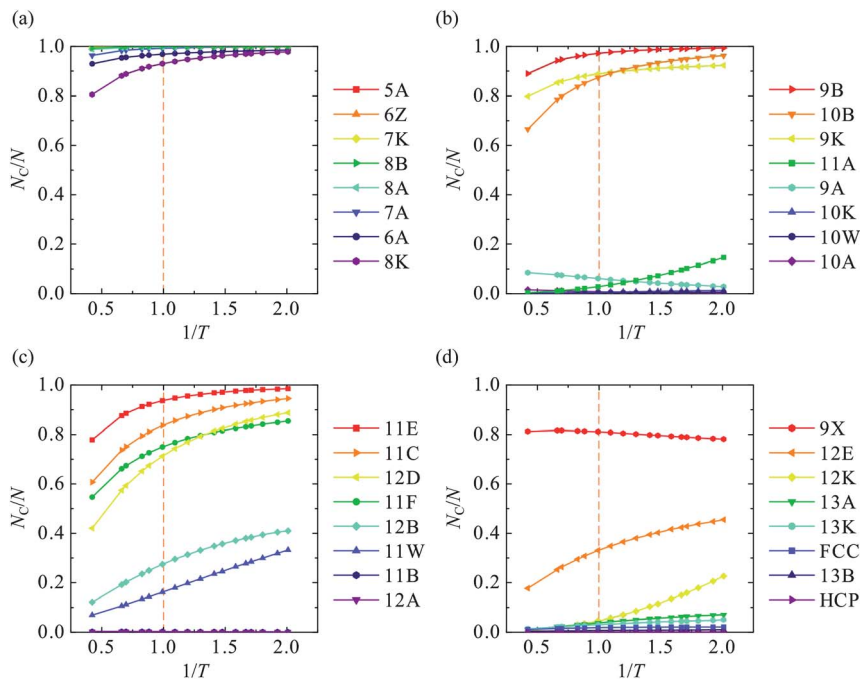 (a)
N_C/N
1.0
0.8
0.6
0.4
0.2
0.0
0.5 1.0 1.5 2.0
1/T
5A
6Z
7K
8B
8A
7A
6A
8K
(b)
N_C/N
1.0
0.8
0.6
0.4
0.2
0.0
0.5 1.0 1.5 2.0
1/T
9B
10B
9K
11A
9A
10K
10W
10A
(c)
N_C/N
1.0
0.8
0.6
0.4
0.2
0.0
0.5 1.0 1.5 2.0
1/T
11E
11C
12D
11F
12B
11W
11B
12A
(d)
N_C/N
1.0
0.8
0.6
0.4
0.2
0.0
0.5 1.0 1.5 2.0
1/T
9X
12E
12K
13A
13K
FCC
13B
HCP